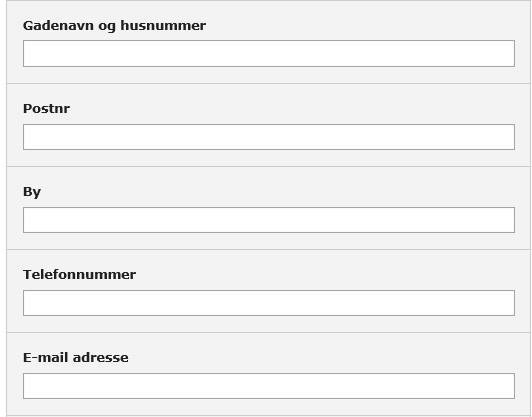 Gadenavn og husnummer
Postnr
By
Telefonnummer
E-mail adresse